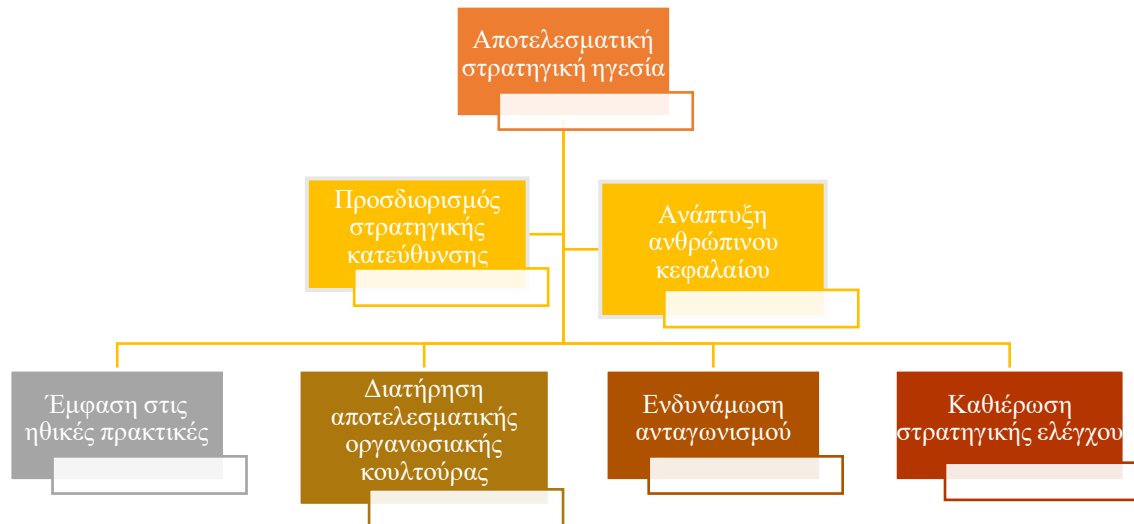 Αποτελεσματική
στρατηγική ηγεσία
Προσδιορισμός
στρατηγικής
κατεύθυνσης
Ανάπτυξη
ανθρώπινου
κεφαλαίου
Έμφαση στις
ηθικές πρακτικές
Διατήρηση
αποτελεσματικής
οργανωσιακής
κουλτούρας
Ενδυνάμωση
ανταγωνισμού
Καθιέρωση
στρατηγικής ελέγχου